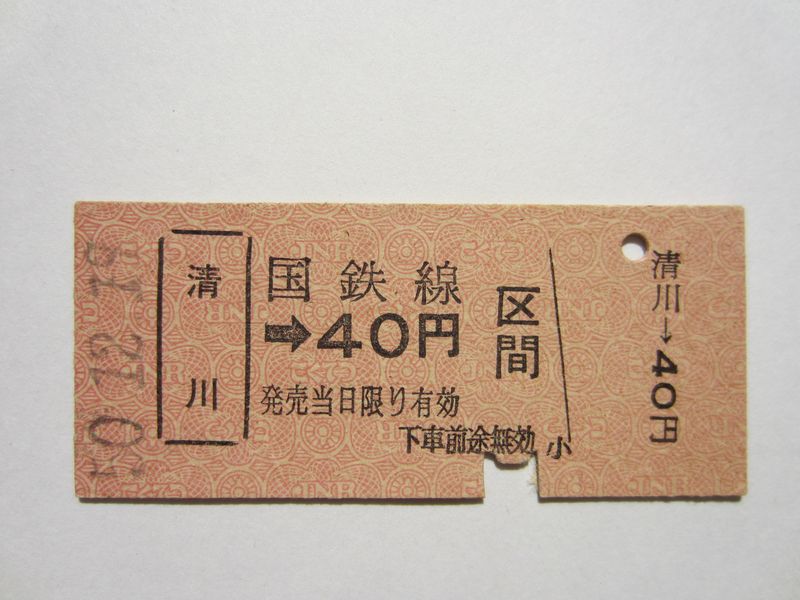 清川
国鉄線
➡40円
区間
発売当日限り有効
下車前途無効
小
清川→40円